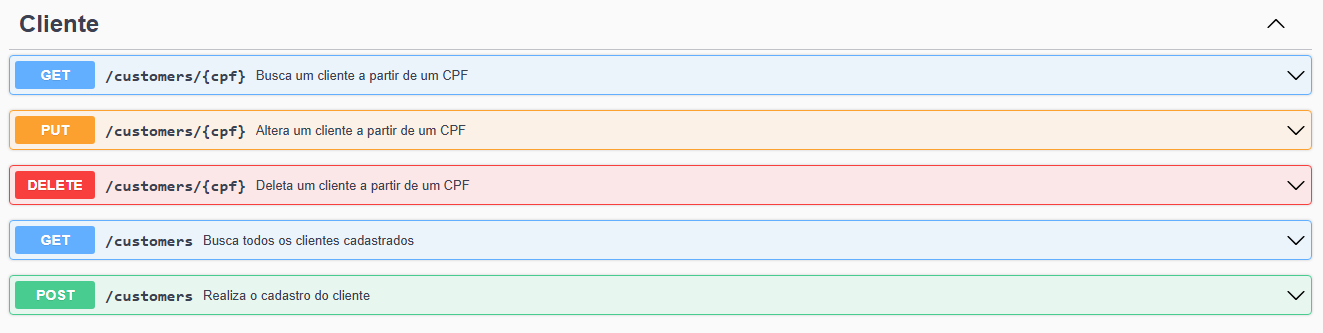 Cliente
GET /customers/{cpf} Busca um cliente a partir de um CPF
PUT /customers/{cpf} Altera um cliente a partir de um CPF
DELETE /customers/{cpf} Deleta um cliente a partir de um CPF
GET /customers Busca todos os clientes cadastrados
POST /customers Realiza o cadastro do cliente